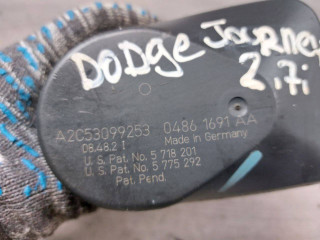 DODGE JOURNEY
2.7i
A2C53099253 0486 1691 AA
08.48.2 I Made in Germany
U. S. Pat. No. 5 718 201
U. S. Pat. No. 5 775 292
Pat. Pend.